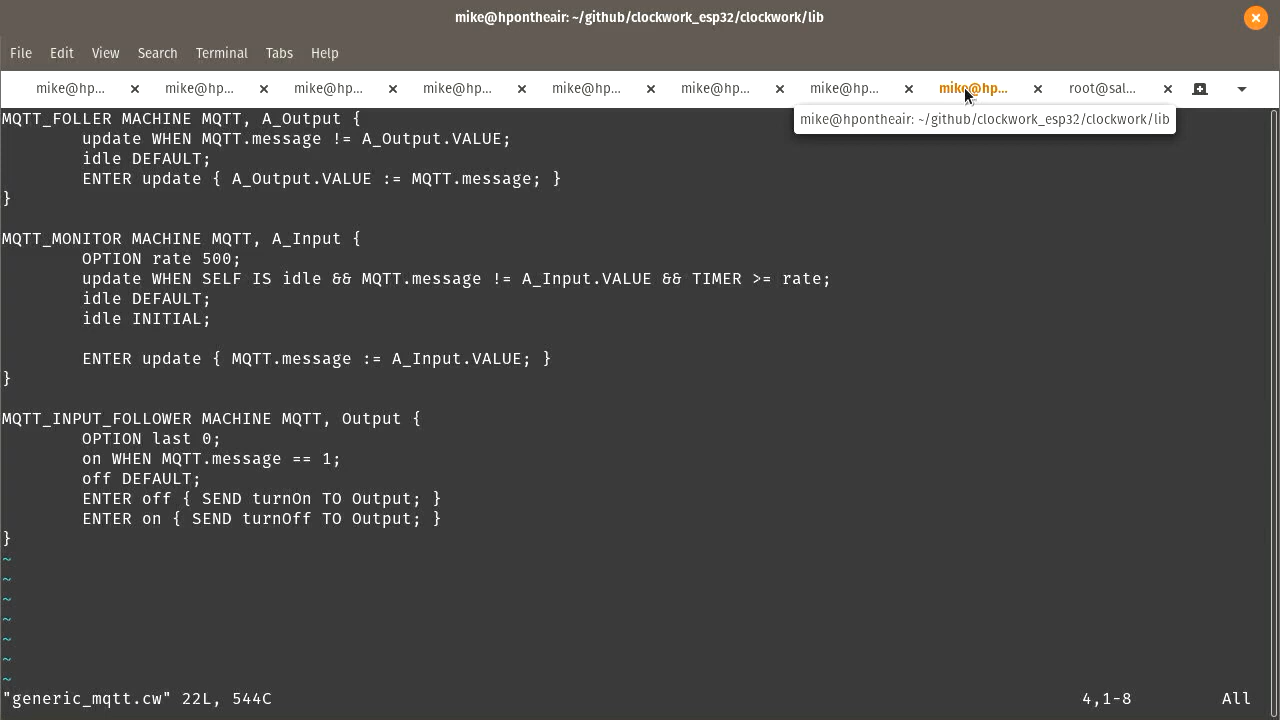 mike@hpontheair: ~/github/clockwork_esp32/clockwork/lib
File Edit View Search Terminal Tabs Help
mike@hp... mike@hp... mike@hp... mike@hp... mike@hp... mike@hp... mike@hp... mike@hp... root@sal...
mike@hpontheair: ~/github/clockwork_esp32/clockwork/lib
MQTT_FOLLER MACHINE MQTT, A_Output {
        update WHEN MQTT.message != A_Output.VALUE;
        idle DEFAULT;
        ENTER update { A_Output.VALUE := MQTT.message; }
}

MQTT_MONITOR MACHINE MQTT, A_Input {
        OPTION rate 500;
        update WHEN SELF IS idle && MQTT.message != A_Input.VALUE && TIMER >= rate;
        idle DEFAULT;
        idle INITIAL;

        ENTER update { MQTT.message := A_Input.VALUE; }
}

MQTT_INPUT_FOLLOWER MACHINE MQTT, Output {
        OPTION last 0;
        on WHEN MQTT.message == 1;
        off DEFAULT;
        ENTER off { SEND turnOn TO Output; }
        ENTER on { SEND turnOff TO Output; }
}
~
~
~
~
~
~
~
"generic_mqtt.cw" 22L, 544C 4,1-8 All